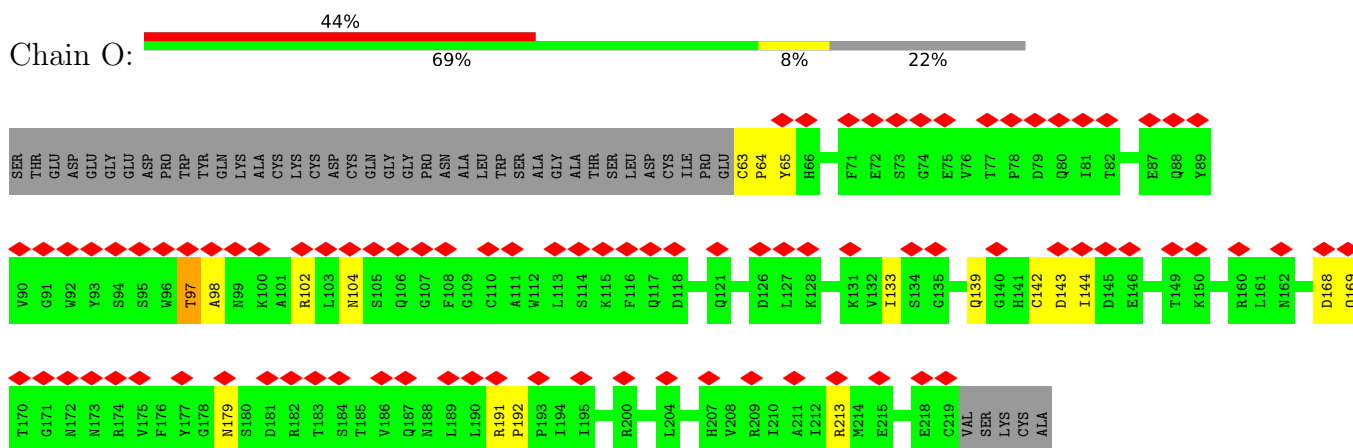 44%
Chain O:
69% 8% 22%
SER THR GLU ASP GLU GLY GLU ASP PRO TRP TYR GLN LYS ALA CYS LYS CYS ASP CYS GLN GLY GLY PRO ASN ALA LEU TRP SER ALA GLY ALA THR SER LEU ASP CYS ILE PRO GLU C63 P64 Y65 H66 F71 E72 S73 G74 E75 V76 T77 P78 D79 Q80 I81 T82 E87 Q88 Y89
V90 G91 W92 Y93 S94 S95 W96 T97 A98 N99 K100 A101 R102 L103 N104 S105 Q106 G107 F108 G109 C110 A111 W112 L113 S114 K115 F116 Q117 D118 Q121 D126 L127 K128 K131 V132 I133 S134 G135 Q139 G140 H141 C142 D143 I144 D145 E146 T149 K150 R160 L161 N162 D168 Q169
T170 G171 N172 N173 R174 V175 F176 Y177 G178 N179 S180 D181 R182 T183 S184 T185 V186 Q187 N188 L189 L190 R191 P192 P193 I194 I195 R200 L204 H207 V208 R209 I210 A211 I212 R213 M214 E215 E218 C219 VAL SER LYS CYS ALA